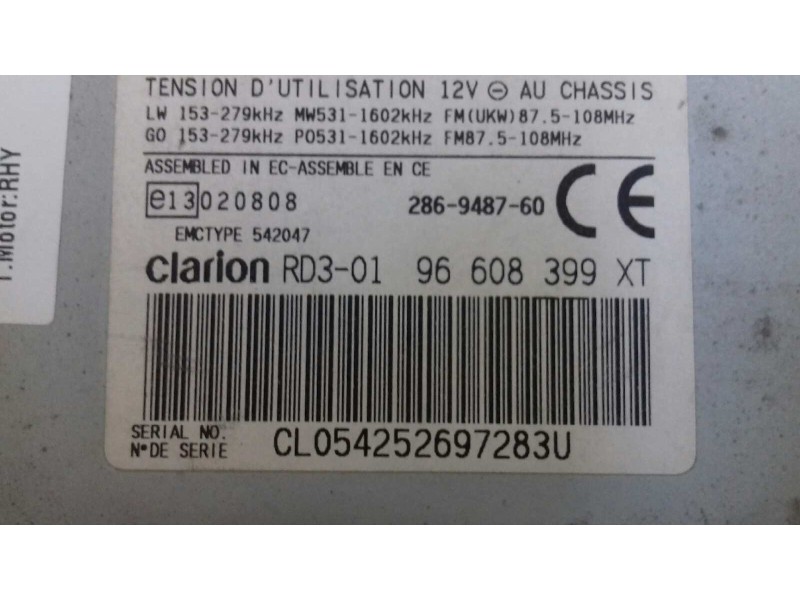 TENSION D'UTILISATION 12V ⊖ AU CHASSIS
LW 153-279kHz MW531-1602kHz FM(UKW)87.5-108MHz
GO 153-279kHz PO531-1602kHz FM87.5-108MHz
ASSEMBLED IN EC-ASSEMBLE EN CE
e13 020808 286-9487-60 CE
EMCTYPE 542047
clarion RD3-01 96 608 399 XT
SERIAL NO.
N° DE SERIE CL054252697283U
T.Motor:RHY